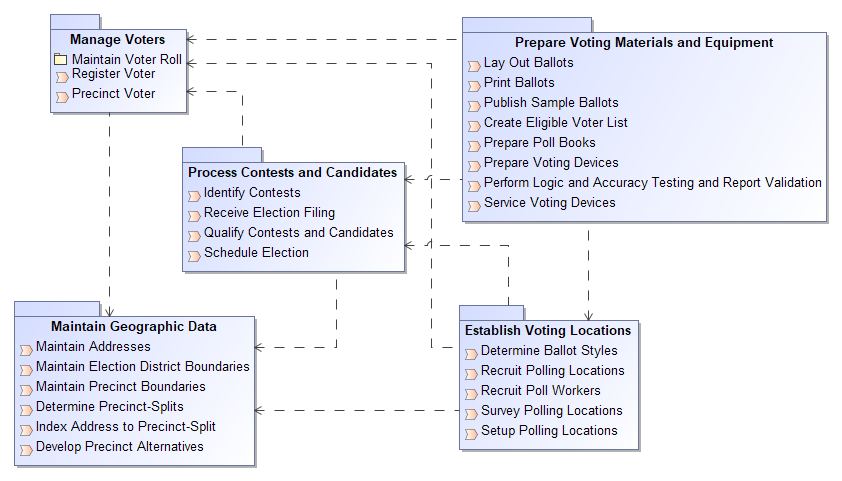 Manage Voters
Maintain Voter Roll
Register Voter
Precinct Voter
Prepare Voting Materials and Equipment
Lay Out Ballots
Print Ballots
Publish Sample Ballots
Create Eligible Voter List
Prepare Poll Books
Prepare Voting Devices
Perform Logic and Accuracy Testing and Report Validation
Service Voting Devices
Process Contests and Candidates
Identify Contests
Receive Election Filing
Qualify Contests and Candidates
Schedule Election
Maintain Geographic Data
Maintain Addresses
Maintain Election District Boundaries
Maintain Precinct Boundaries
Determine Precinct-Splits
Index Address to Precinct-Split
Develop Precinct Alternatives
Establish Voting Locations
Determine Ballot Styles
Recruit Polling Locations
Recruit Poll Workers
Survey Polling Locations
Setup Polling Locations